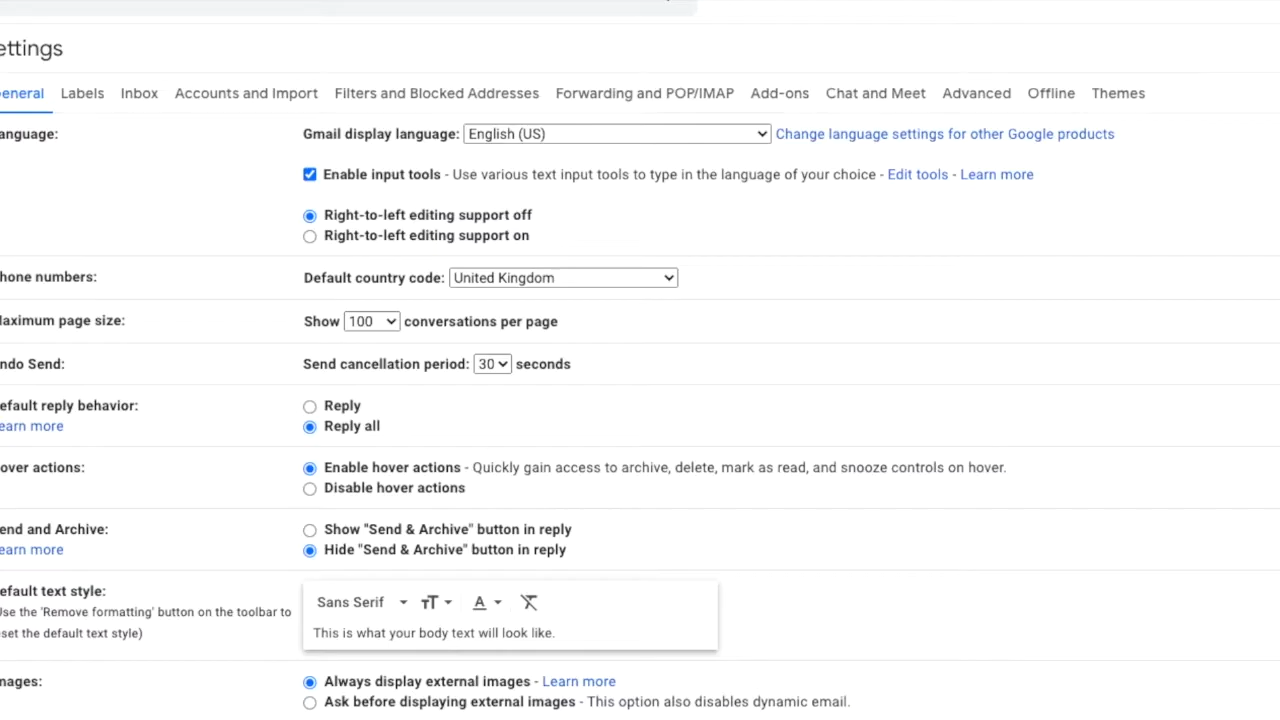 ettings
eneral Labels Inbox Accounts and Import Filters and Blocked Addresses Forwarding and POP/IMAP Add-ons Chat and Meet Advanced Offline Themes
anguage: Gmail display language: English (US) Change language settings for other Google products
Enable input tools - Use various text input tools to type in the language of your choice - Edit tools - Learn more
Right-to-left editing support off
Right-to-left editing support on
hone numbers: Default country code: United Kingdom
laximum page size: Show 100 conversations per page
ndo Send: Send cancellation period: 30 seconds
efault reply behavior: Reply
earn more Reply all
over actions: Enable hover actions - Quickly gain access to archive, delete, mark as read, and snooze controls on hover.
Disable hover actions
end and Archive: Show "Send & Archive" button in reply
earn more Hide "Send & Archive" button in reply
efault text style:
Use the 'Remove formatting' button on the toolbar to Sans Serif
set the default text style) This is what your body text will look like.
mages: Always display external images - Learn more
Ask before displaying external images - This option also disables dynamic email.